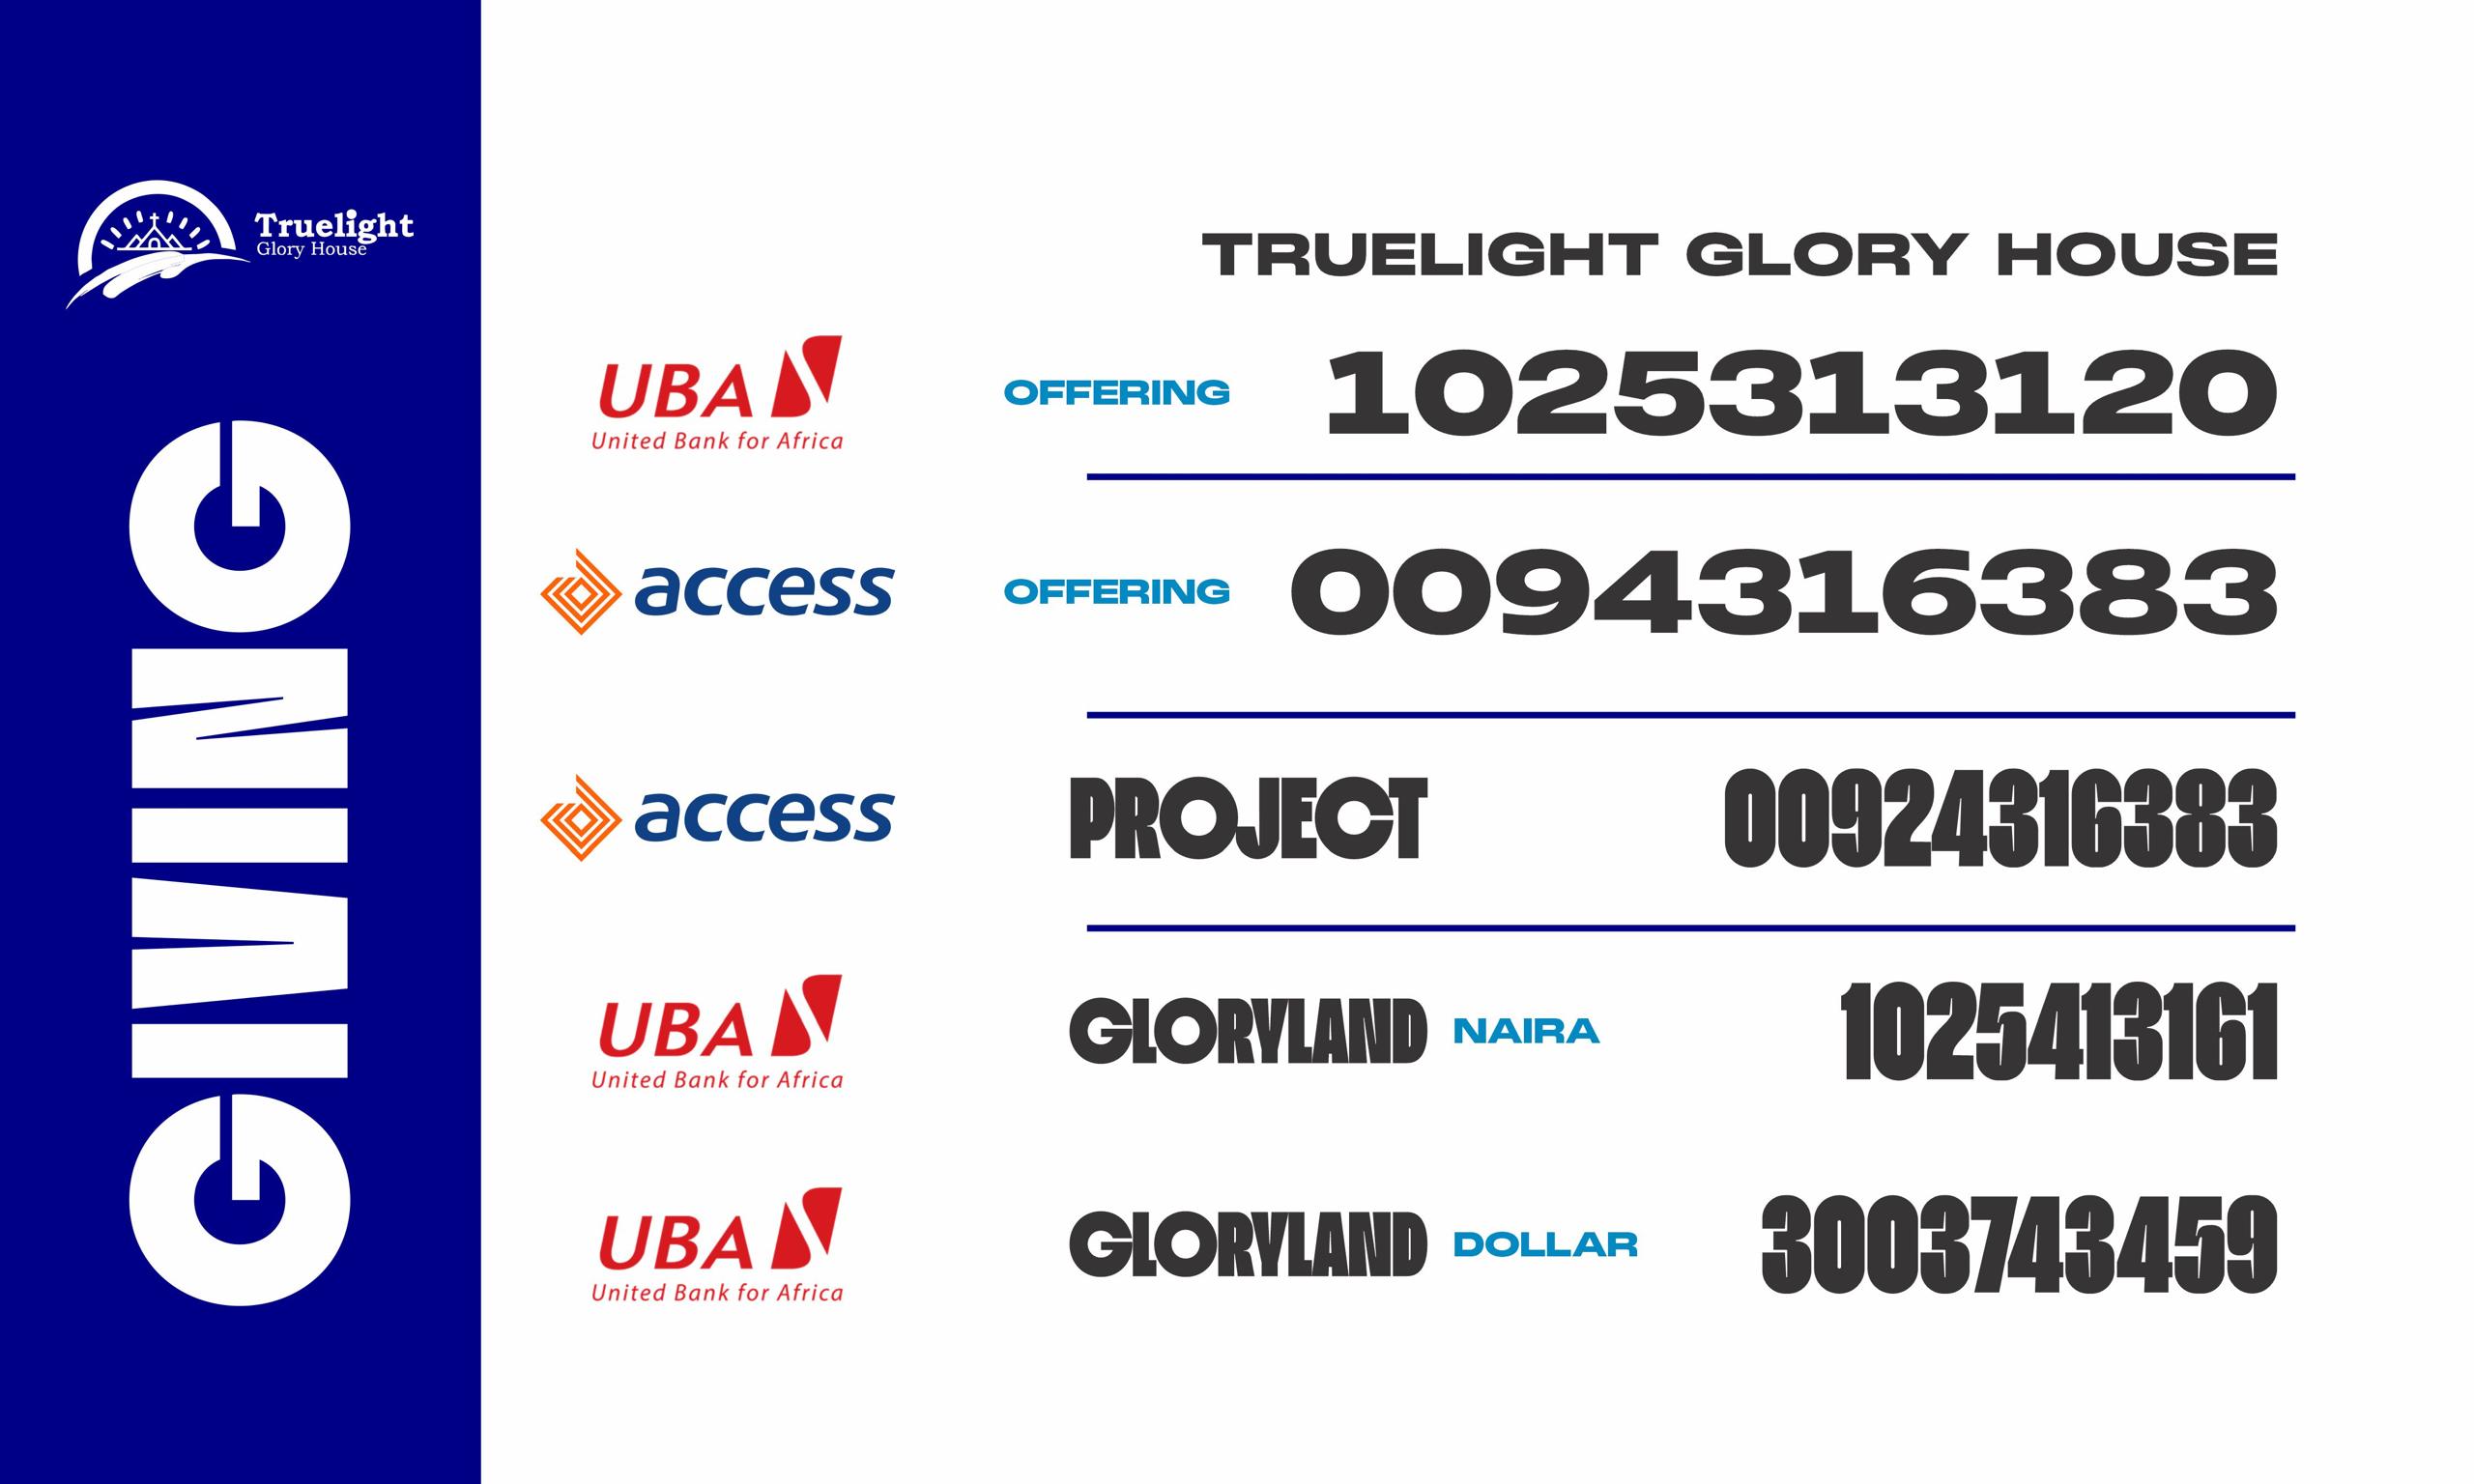 Truelight
Glory House
GIVING
TRUELIGHT GLORY HOUSE
UBA
United Bank for Africa
OFFERING 1025313120
access OFFERING 0094316383
access PROJECT 00924316383
UBA
United Bank for Africa
GLORYLAND NAIRA 1025413161
UBA
United Bank for Africa
GLORYLAND DOLLAR 3003743459